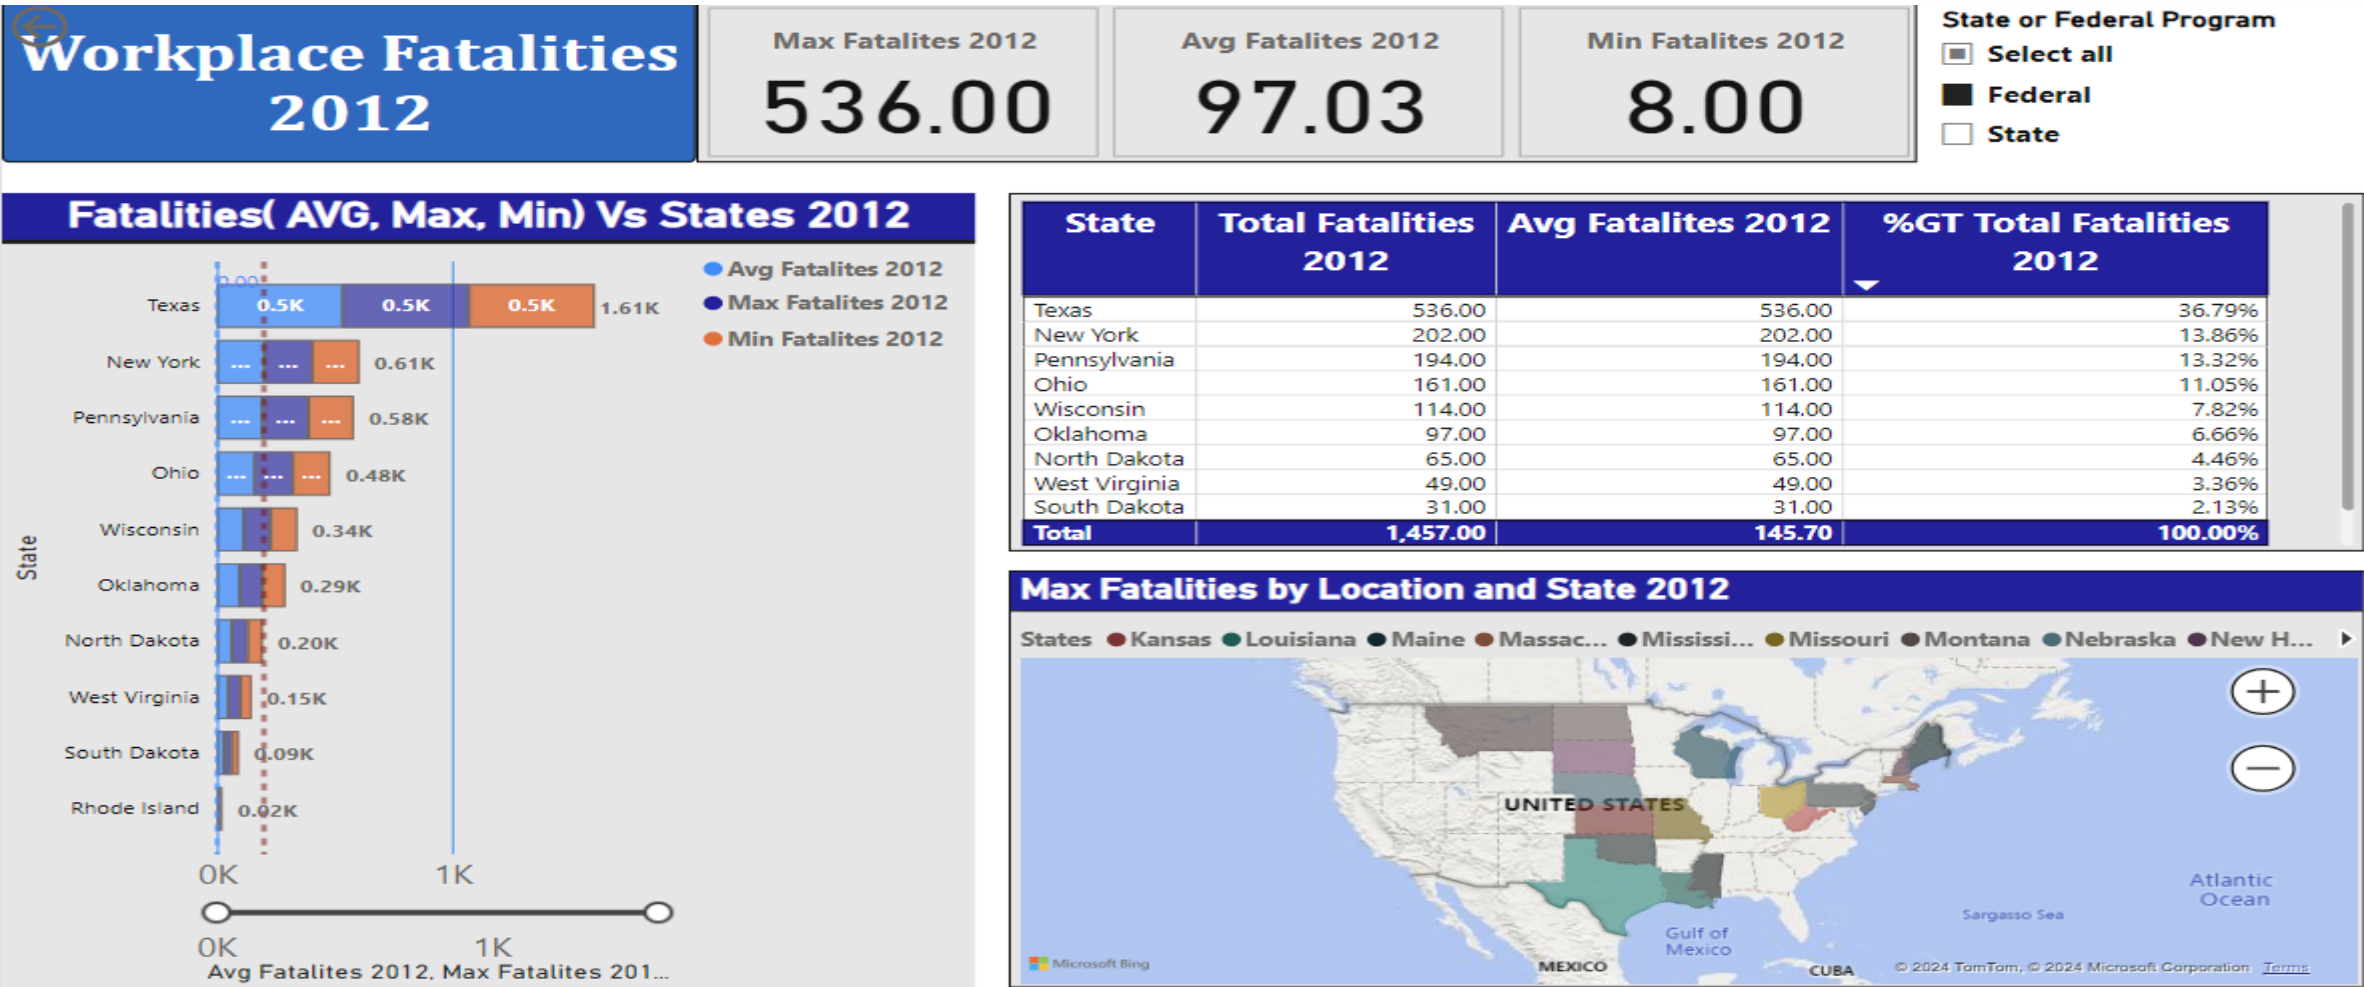 Workplace Fatalities
2012
Max Fatalites 2012
536.00
Avg Fatalites 2012
97.03
Min Fatalites 2012
8.00
State or Federal Program
Select all
Federal
State
Fatalities( AVG, Max, Min) Vs States 2012
Avg Fatalites 2012
Max Fatalites 2012
Min Fatalites 2012
0.00
Texas 0.5K 0.5K 0.5K 1.61K
New York ... ... ... 0.61K
Pennsylvania ... ... ... 0.58K
Ohio ... ... ... 0.48K
Wisconsin 0.34K
Oklahoma 0.29K
North Dakota 0.20K
West Virginia 0.15K
South Dakota 0.09K
Rhode Island 0.02K
State
0K 1K
0K 1K
Avg Fatalites 2012, Max Fatalites 201...
State Total Fatalities 2012 Avg Fatalites 2012 %GT Total Fatalities 2012
Texas 536.00 536.00 36.79%
New York 202.00 202.00 13.86%
Pennsylvania 194.00 194.00 13.32%
Ohio 161.00 161.00 11.05%
Wisconsin 114.00 114.00 7.82%
Oklahoma 97.00 97.00 6.66%
North Dakota 65.00 65.00 4.46%
West Virginia 49.00 49.00 3.36%
South Dakota 31.00 31.00 2.13%
Total 1,457.00 145.70 100.00%
Max Fatalities by Location and State 2012
States Kansas Louisiana Maine Massac... Mississi... Missouri Montana Nebraska New H...
UNITED STATES
Atlantic
Ocean
Sargasso Sea
Gulf of
Mexico
MEXICO
CUBA
Microsoft Bing
© 2024 TomTom, © 2024 Microsoft Corporation Terms